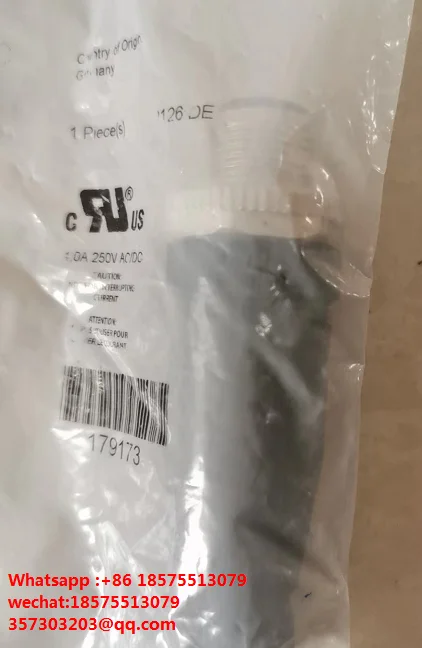 Country of Origin
Germany
1 Piece(s)
126 DE
c RU® US
250V AC/DC
CURRENT
ATTENTION
179173
Whatsapp :+86 18575513079
wechat:18575513079
357303203@qq.com